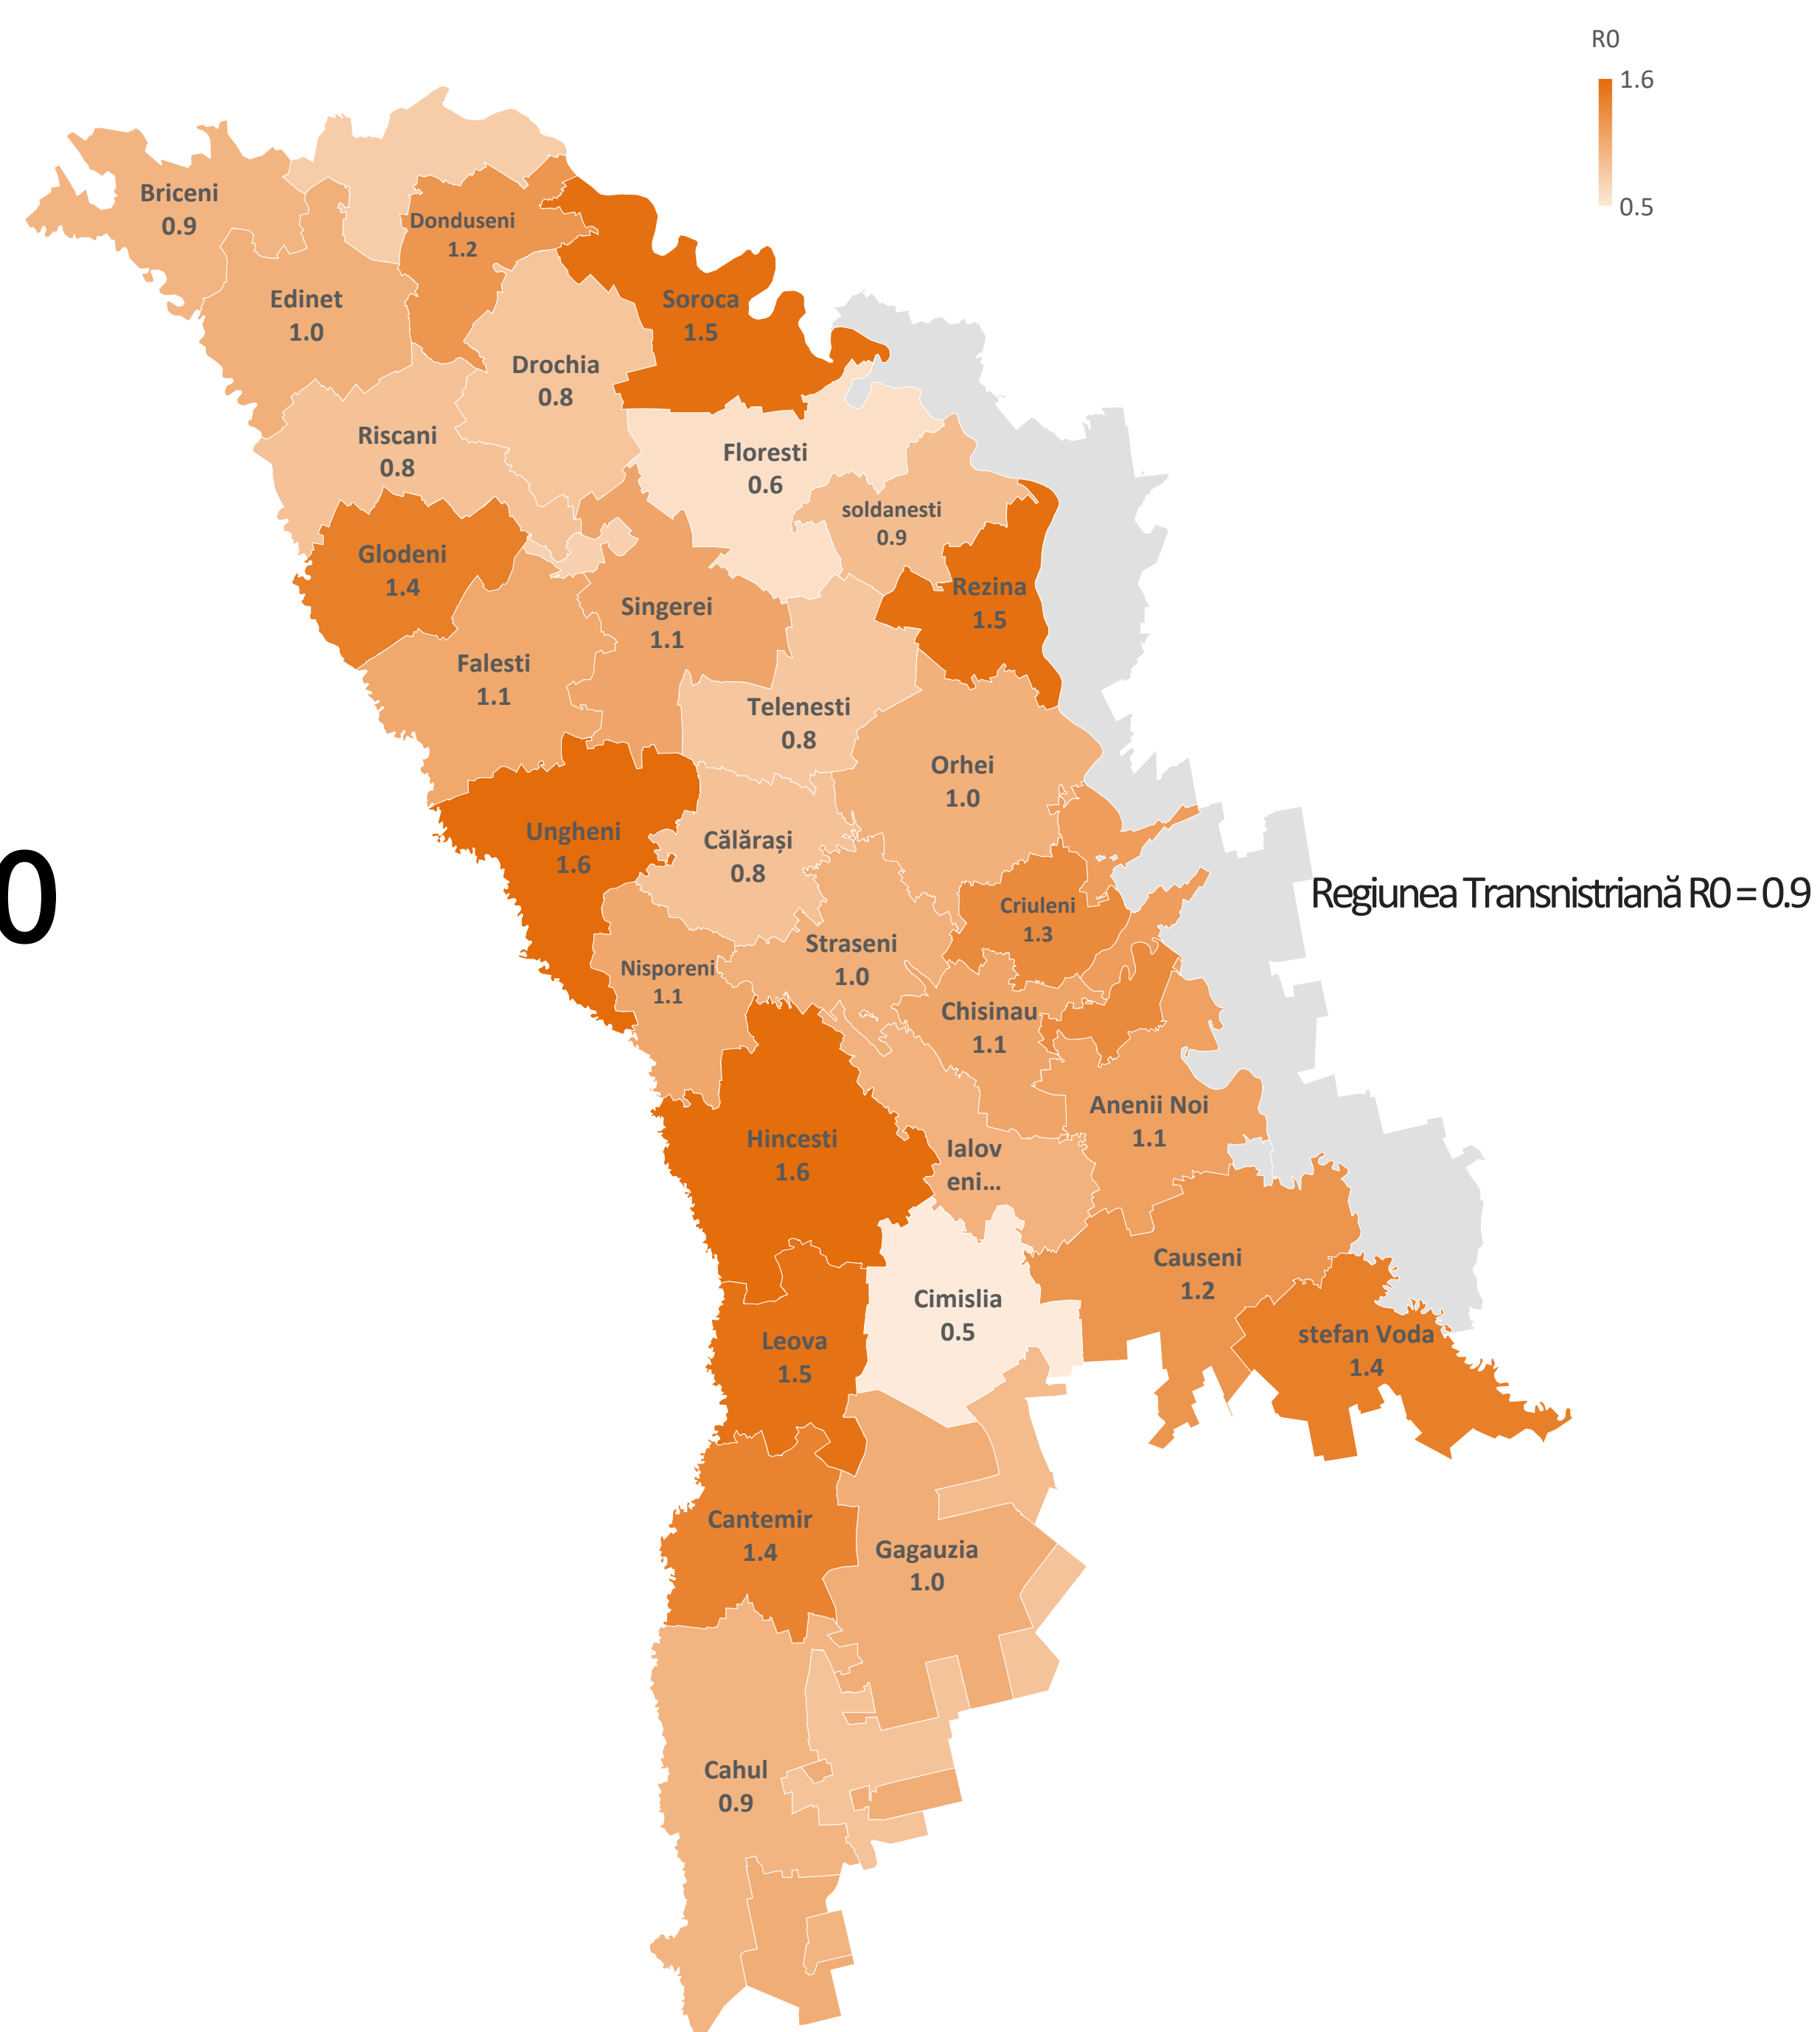 R0
1.6
0.5
Briceni
0.9
Donduseni
1.2
Edinet
1.0
Soroca
1.5
Drochia
0.8
Riscani
0.8
Floresti
0.6
soldanesti
0.9
Glodeni
1.4
Rezina
1.5
Singerei
1.1
Falesti
1.1
Telenesti
0.8
Orhei
1.0
Ungheni
1.6
Călărași
0.8
0
Regiunea Transnistriană R0 = 0.9
Criuleni
1.3
Straseni
1.0
Nisporeni
1.1
Chisinau
1.1
Anenii Noi
1.1
Hincesti
1.6
Ialov
eni...
Causeni
1.2
Cimislia
0.5
stefan Voda
1.4
Leova
1.5
Cantemir
1.4
Gagauzia
1.0
Cahul
0.9